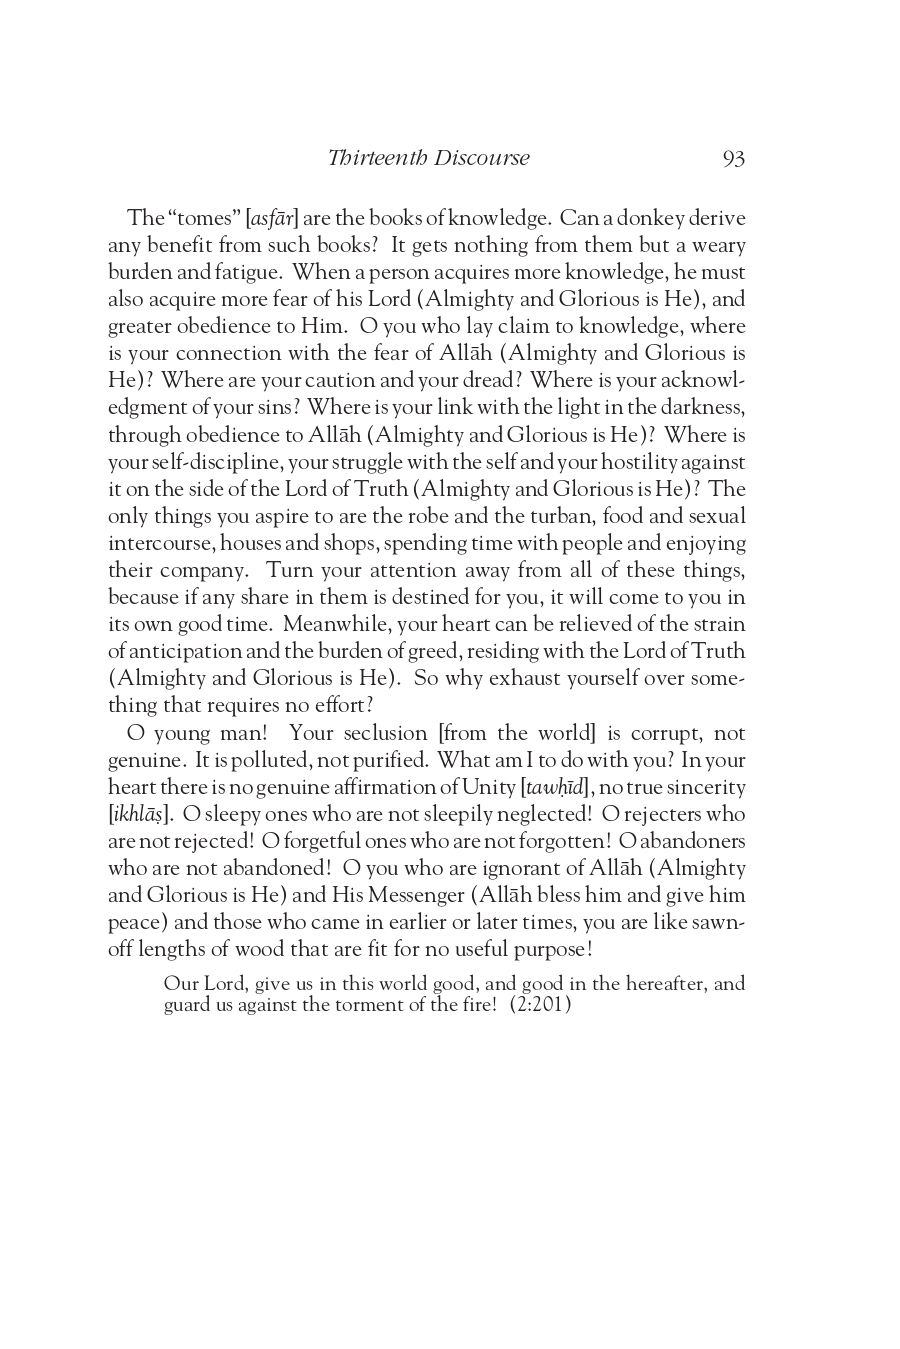 Thirteenth Discourse 93
The “tomes” [asfār] are the books of knowledge. Can a donkey derive
any benefit from such books? It gets nothing from them but a weary
burden and fatigue. When a person acquires more knowledge, he must
also acquire more fear of his Lord (Almighty and Glorious is He), and
greater obedience to Him. O you who lay claim to knowledge, where
is your connection with the fear of Allāh (Almighty and Glorious is
He)? Where are your caution and your dread? Where is your acknowl-
edgment of your sins? Where is your link with the light in the darkness,
through obedience to Allāh (Almighty and Glorious is He)? Where is
your self-discipline, your struggle with the self and your hostility against
it on the side of the Lord of Truth (Almighty and Glorious is He)? The
only things you aspire to are the robe and the turban, food and sexual
intercourse, houses and shops, spending time with people and enjoying
their company. Turn your attention away from all of these things,
because if any share in them is destined for you, it will come to you in
its own good time. Meanwhile, your heart can be relieved of the strain
of anticipation and the burden of greed, residing with the Lord of Truth
(Almighty and Glorious is He). So why exhaust yourself over some-
thing that requires no effort?
O young man! Your seclusion [from the world] is corrupt, not
genuine. It is polluted, not purified. What am I to do with you? In your
heart there is no genuine affirmation of Unity [tawḥīd], no true sincerity
[ikhlāṣ]. O sleepy ones who are not sleepily neglected! O rejecters who
are not rejected! O forgetful ones who are not forgotten! O abandoners
who are not abandoned! O you who are ignorant of Allāh (Almighty
and Glorious is He) and His Messenger (Allāh bless him and give him
peace) and those who came in earlier or later times, you are like sawn-
off lengths of wood that are fit for no useful purpose!
Our Lord, give us in this world good, and good in the hereafter, and
guard us against the torment of the fire! (2:201)